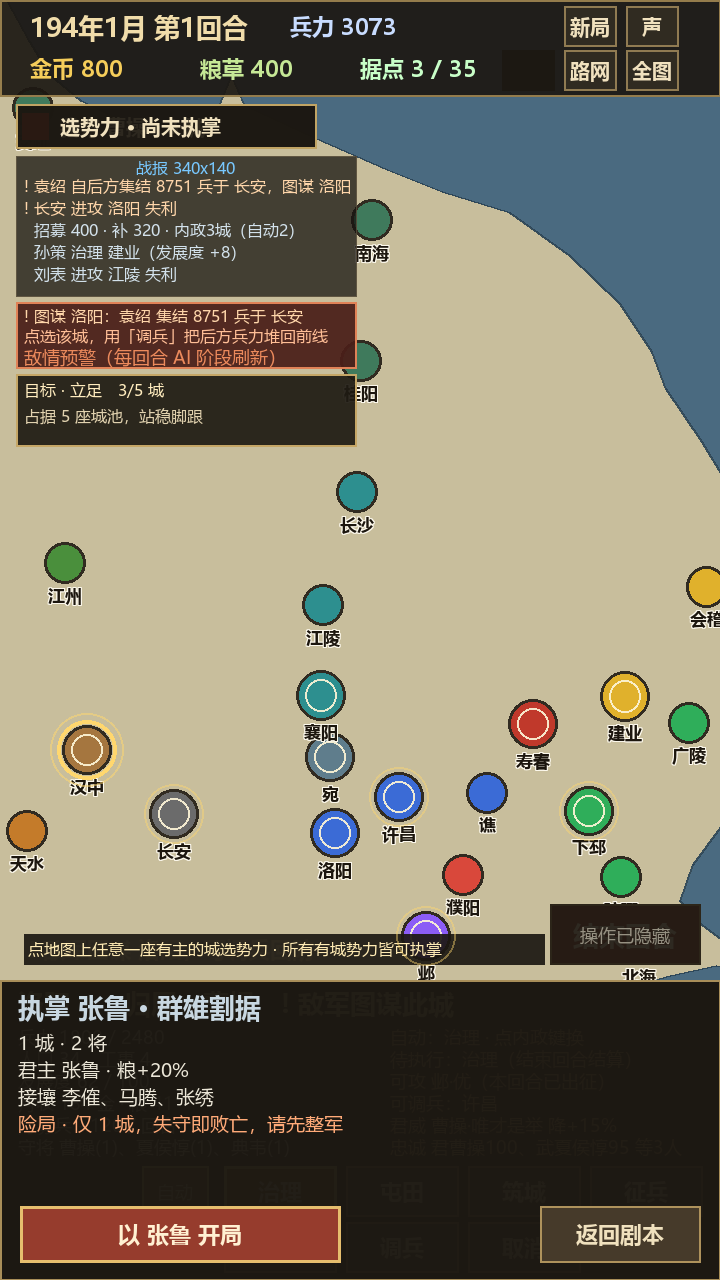 194年1月 第1回合
兵力 3073
新局
声
金币 800
粮草 400
据点 3 / 35
路网
全图
选势力 • 尚未执掌
战报 340x140
! 袁绍 自后方集结 8751 兵于 长安，图谋 洛阳
! 长安 进攻 洛阳 失利
招募 400 · 补 320 · 内政3城（自动2）
孙策 治理 建业（发展度 +8）
刘表 进攻 江陵 失利
! 图谋 洛阳：袁绍 集结 8751 兵于 长安
点选该城，用「调兵」把后方兵力堆回前线
敌情预警（每回合 AI 阶段刷新）
目标 · 立足 3/5 城
占据 5 座城池，站稳脚跟
南海
桂阳
长沙
江州
江陵
会稽
襄阳
建业
广陵
寿春
汉中
宛
许昌
谯
下邳
天水
长安
洛阳
濮阳
邺
北海
点地图上任意一座有主的城选势力 · 所有有城势力皆可执掌
操作已隐藏
执掌 张鲁 • 群雄割据
! 敌军图谋此城
1 城 · 2 将
君主 张鲁 · 粮+20%
接壤 李傕、马腾、张绣
险局 · 仅 1 城，失守即败亡，请先整军
以 张鲁 开局
返回剧本